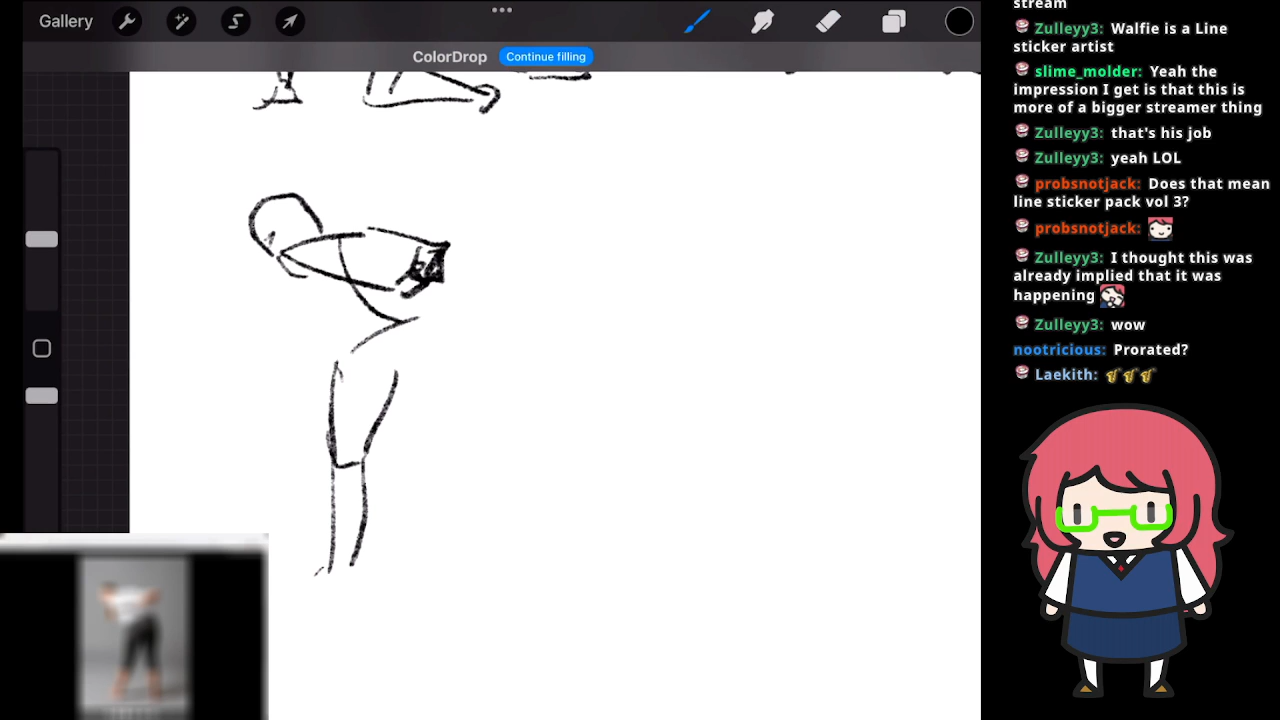 Gallery
ColorDrop Continue filling
stream
Zulleyy3: Walfie is a Line
sticker artist
slime_molder: Yeah the
impression I get is that this is
more of a bigger streamer thing
Zulleyy3: that's his job
Zulleyy3: yeah LOL
probsnotjack: Does that mean
line sticker pack vol 3?
probsnotjack:
Zulleyy3: I thought this was
already implied that it was
happening
Zulleyy3: wow
nootricious: Prorated?
Laekith: